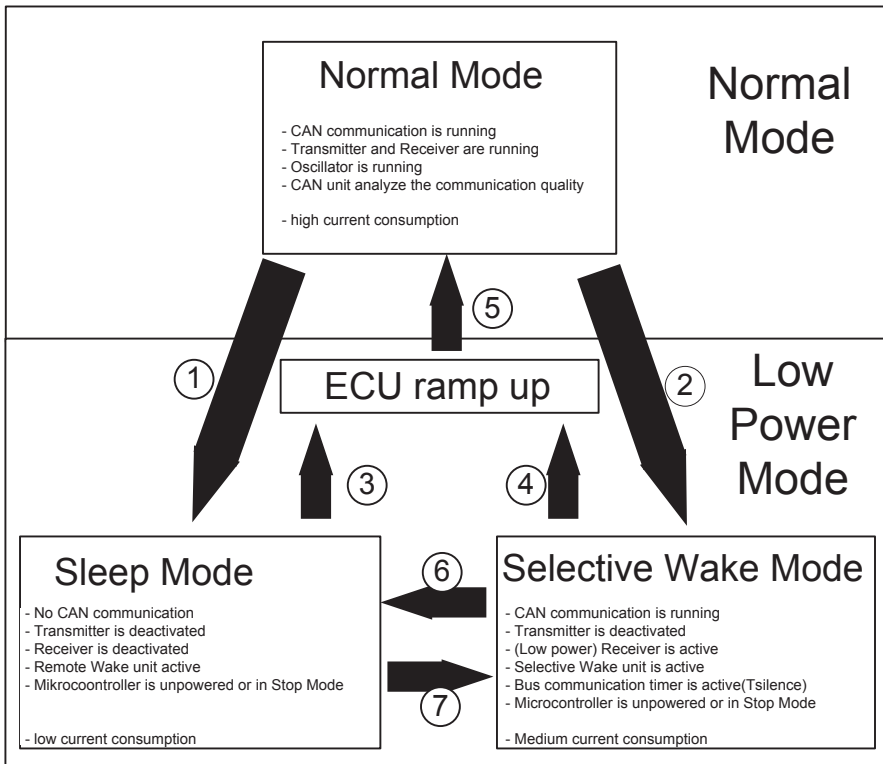 Normal Mode
- CAN communication is running
- Transmitter and Receiver are running
- Oscillator is running
- CAN unit analyze the communication quality
- high current consumption
Normal
Mode
5
1
ECU ramp up
2
Low
Power
Mode
3
4
Sleep Mode
- No CAN communication
- Transmitter is deactivated
- Receiver is deactivated
- Remote Wake unit active
- Mikrocoontroller is unpowered or in Stop Mode
- low current consumption
6
7
Selective Wake Mode
- CAN communication is running
- Transmitter is deactivated
- (Low power) Receiver is active
- Selective Wake unit is active
- Bus communication timer is active(Tsilence)
- Microcontroller is unpowered or in Stop Mode
- Medium current consumption